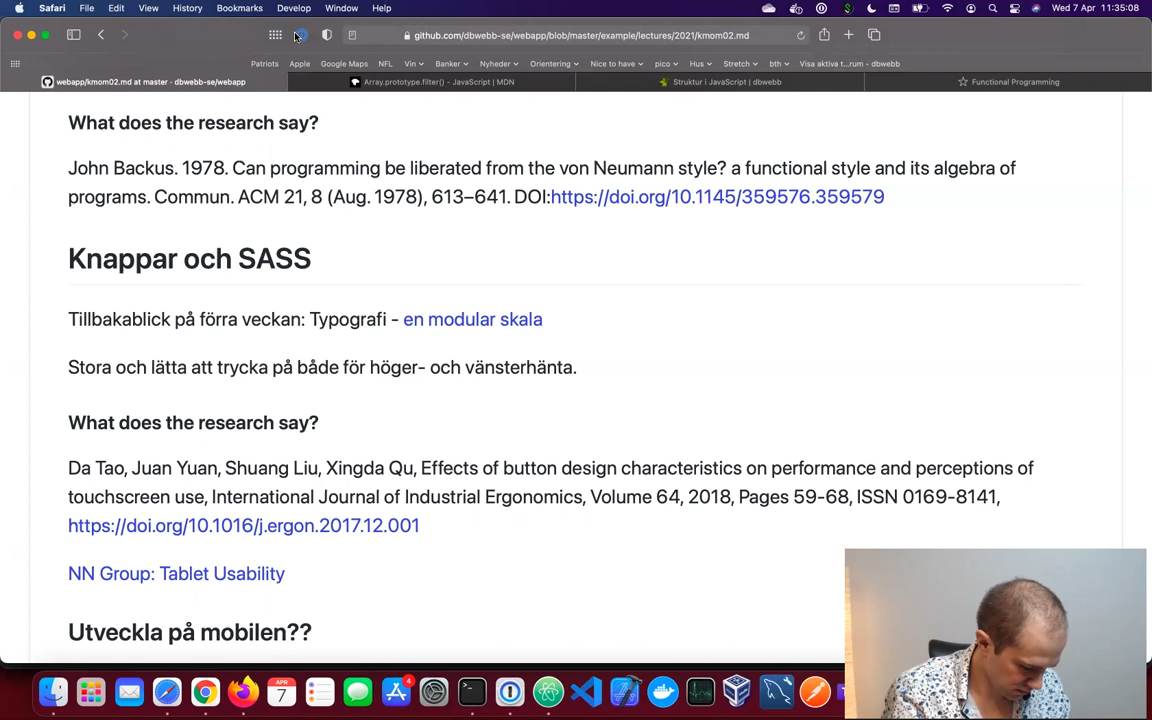 Safari File Edit View History Bookmarks Develop Window Help Wed 7 Apr 11:35:08
github.com/dbwebb-se/webapp/blob/master/example/lectures/2021/kmom02.md
Patriots Apple Google Maps NFL Vin Banker Nyheder Orientering Nice to have pico Hus Stretch bth Visa aktiva t...rum - dbwebb
webapp/kmom02.md at master · dbwebb-se/webapp Array.prototype.filter() - JavaScript | MDN Struktur i JavaScript | dbwebb Functional Programming
What does the research say?
John Backus. 1978. Can programming be liberated from the von Neumann style? a functional style and its algebra of
programs. Commun. ACM 21, 8 (Aug. 1978), 613–641. DOI:https://doi.org/10.1145/359576.359579
Knappar och SASS
Tillbakablick på förra veckan: Typografi - en modular skala
Stora och lätta att trycka på både för höger- och vänsterhänta.
What does the research say?
Da Tao, Juan Yuan, Shuang Liu, Xingda Qu, Effects of button design characteristics on performance and perceptions of
touchscreen use, International Journal of Industrial Ergonomics, Volume 64, 2018, Pages 59-68, ISSN 0169-8141,
https://doi.org/10.1016/j.ergon.2017.12.001
NN Group: Tablet Usability
Utveckla på mobilen??
APR
7
4